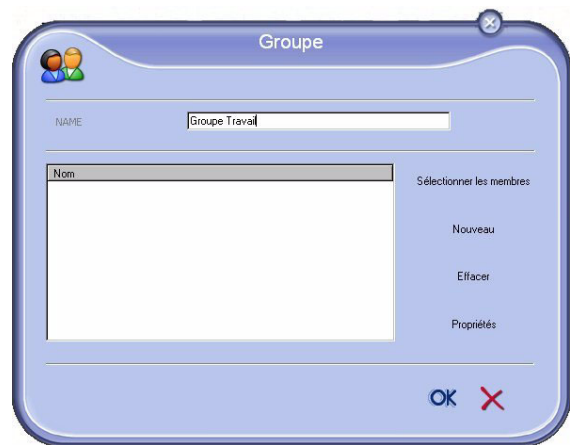 Groupe
NAME
Groupe Travail
Nom
Sélectionner les membres
Nouveau
Effacer
Propriétés
OK